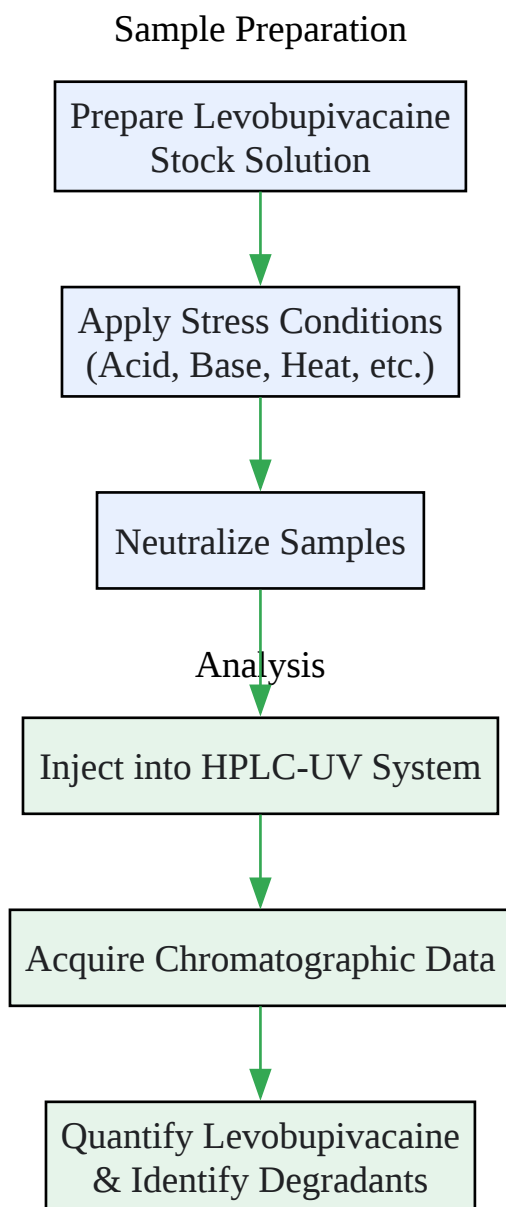 Sample Preparation
Prepare Levobupivacaine
Stock Solution
Apply Stress Conditions
(Acid, Base, Heat, etc.)
Neutralize Samples
Analysis
Inject into HPLC-UV System
Acquire Chromatographic Data
Quantify Levobupivacaine
& Identify Degradants